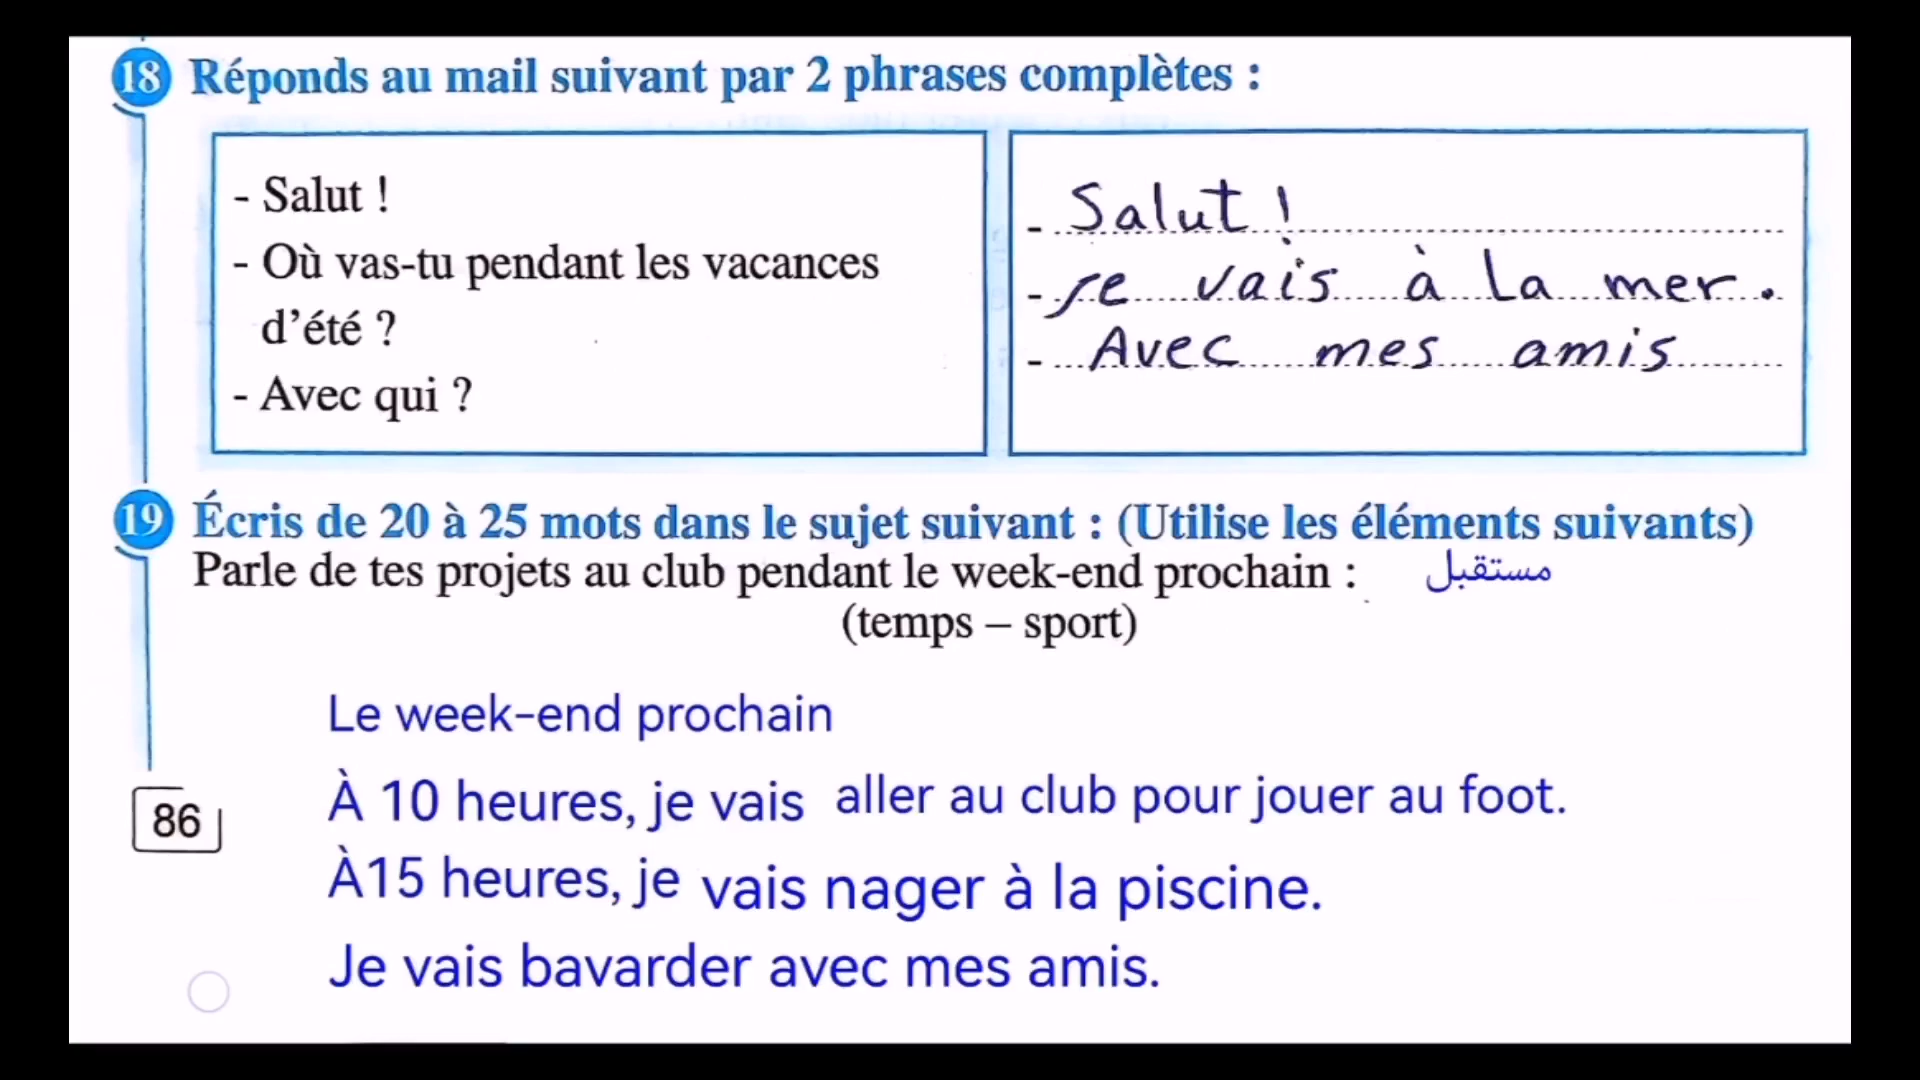 18 Réponds au mail suivant par 2 phrases complètes :
- Salut !
- Où vas-tu pendant les vacances
d’été ?
- Avec qui ?
- Salut !
- Je vais à la mer.
- Avec mes amis
19 Écris de 20 à 25 mots dans le sujet suivant : (Utilise les éléments suivants)
Parle de tes projets au club pendant le week-end prochain : مستقبل
(temps – sport)
Le week-end prochain
À 10 heures, je vais aller au club pour jouer au foot.
À15 heures, je vais nager à la piscine.
Je vais bavarder avec mes amis.
86